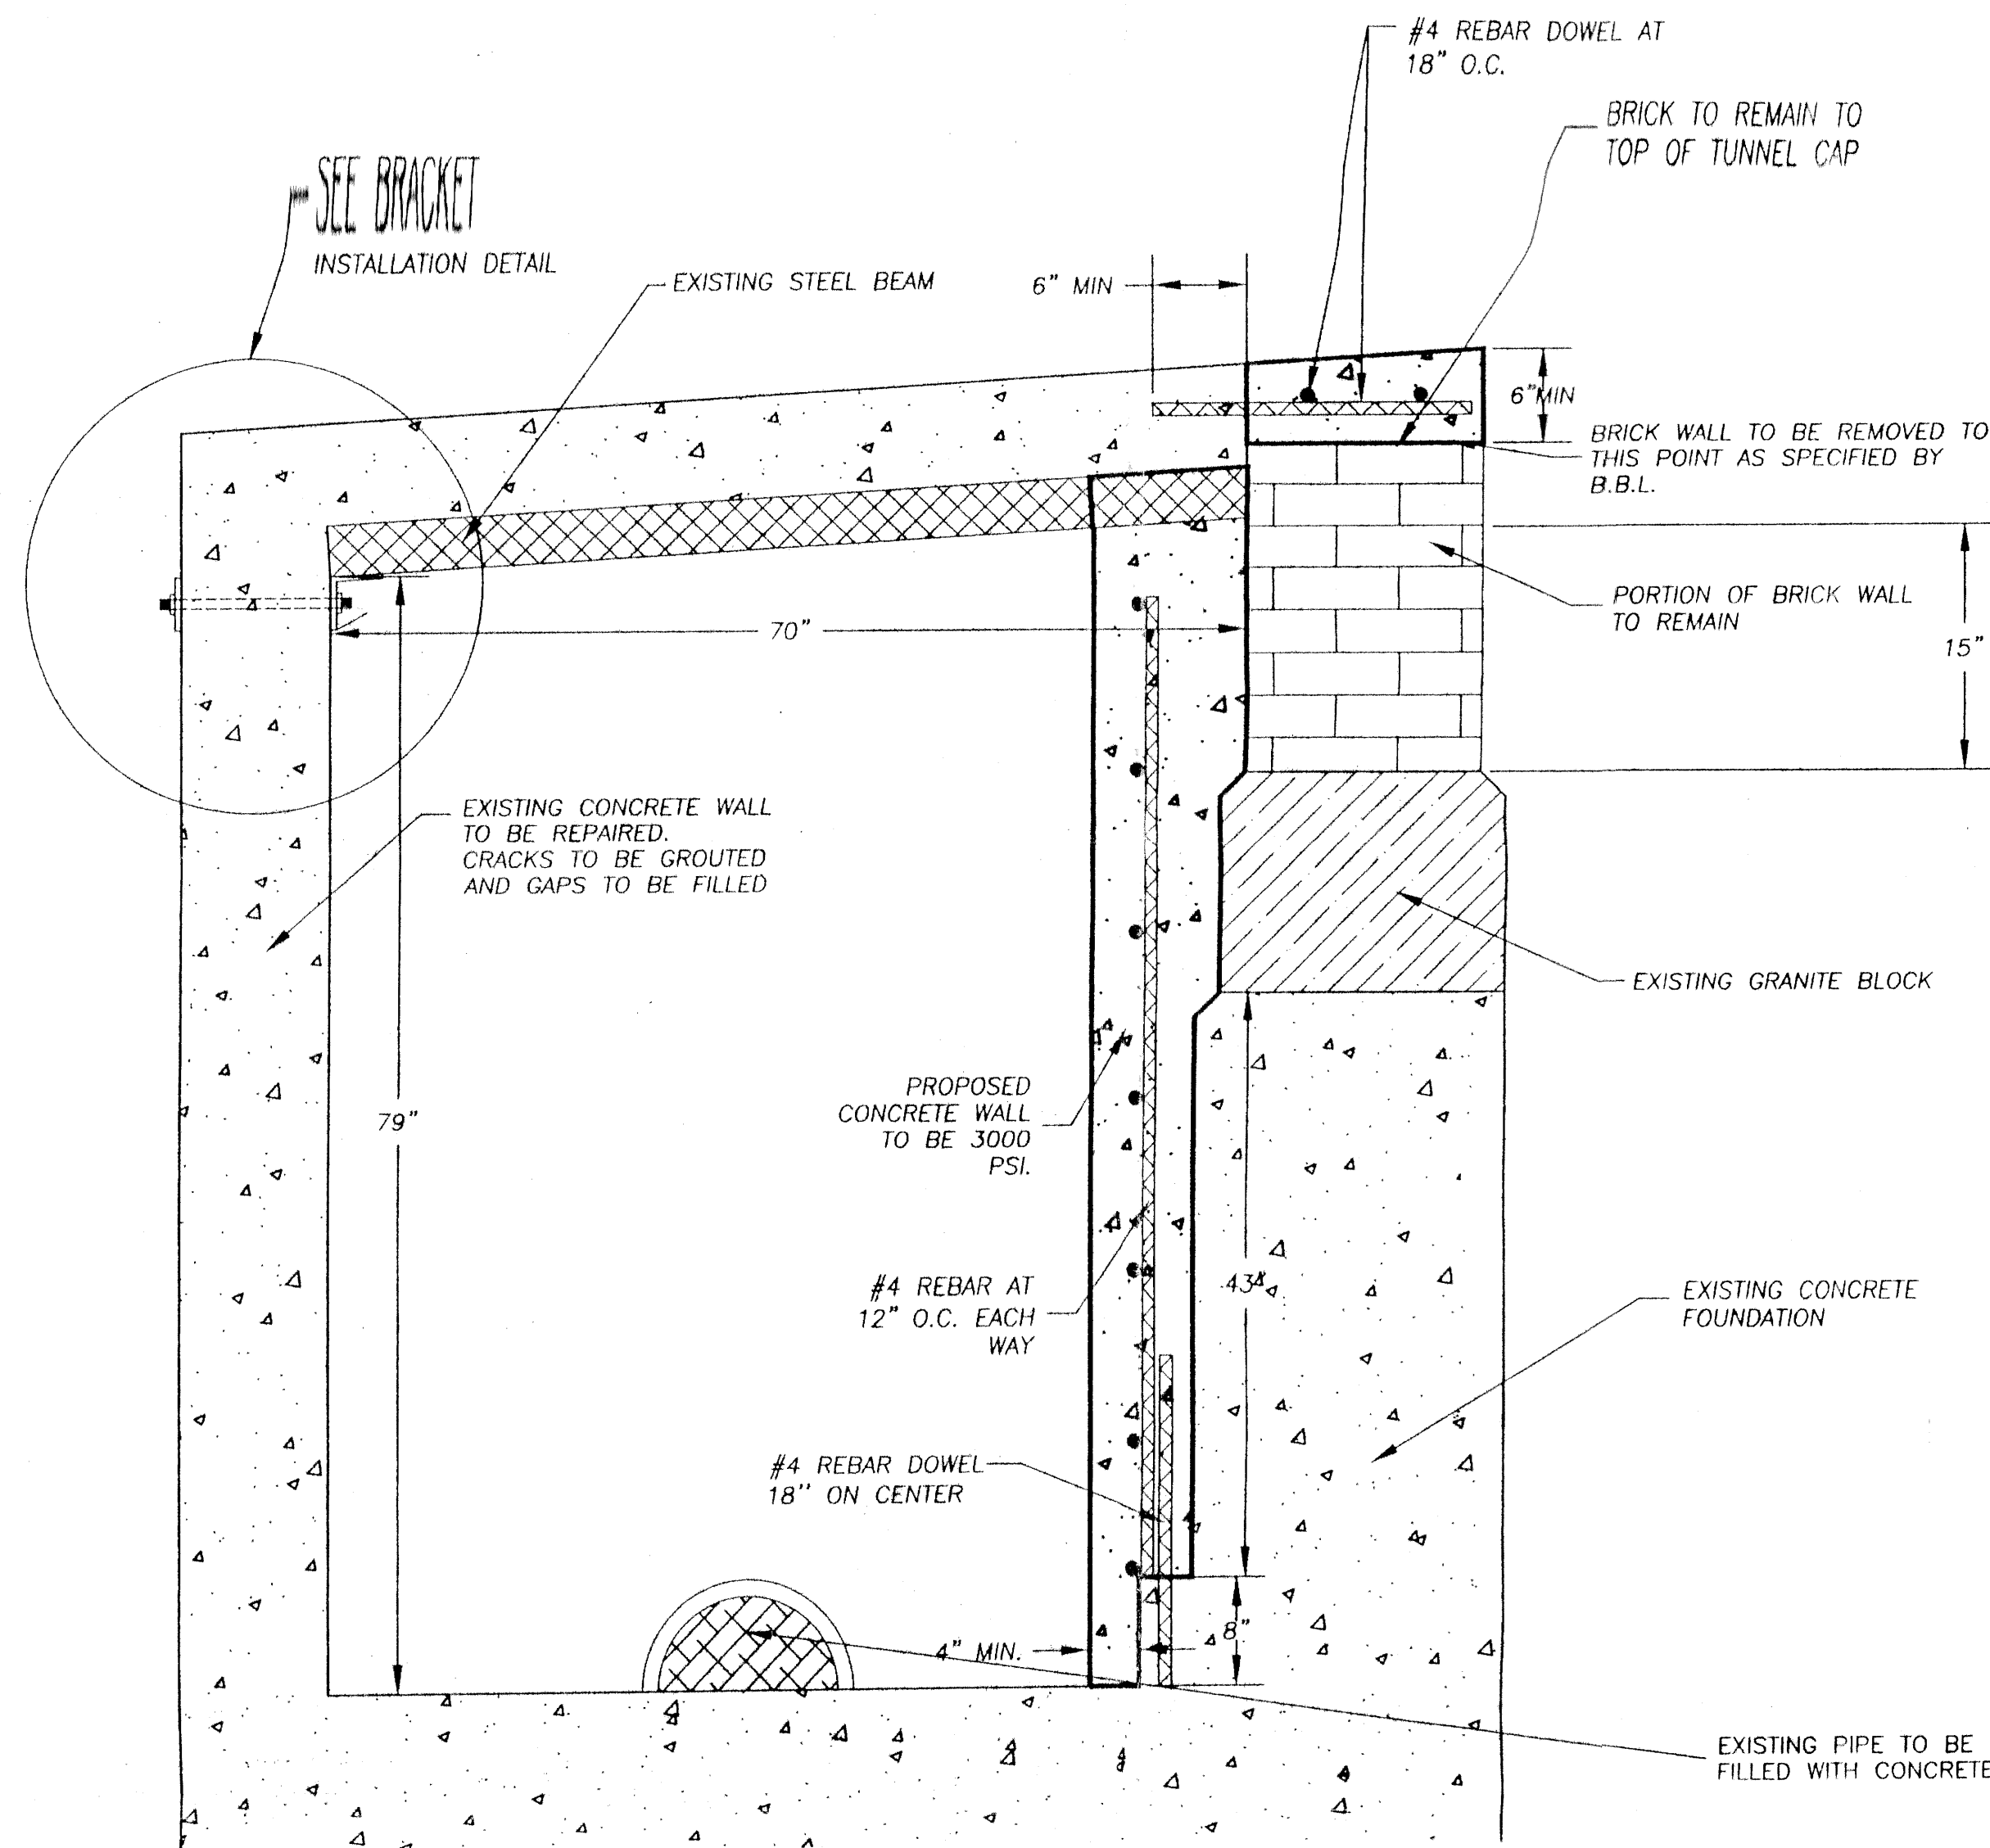 #4 REBAR DOWEL AT
18" O.C.
BRICK TO REMAIN TO
TOP OF TUNNEL CAP
SEE BRACKET
INSTALLATION DETAIL
EXISTING STEEL BEAM
6" MIN
6"MIN
BRICK WALL TO BE REMOVED TO
THIS POINT AS SPECIFIED BY
B.B.L.
PORTION OF BRICK WALL
TO REMAIN
15"
70"
EXISTING CONCRETE WALL
TO BE REPAIRED.
CRACKS TO BE GROUTED
AND GAPS TO BE FILLED
EXISTING GRANITE BLOCK
79"
PROPOSED
CONCRETE WALL
TO BE 3000
PSI.
#4 REBAR AT
12" O.C. EACH
WAY
43"
EXISTING CONCRETE
FOUNDATION
#4 REBAR DOWEL
18" ON CENTER
4" MIN.
8"
EXISTING PIPE TO BE
FILLED WITH CONCRETE